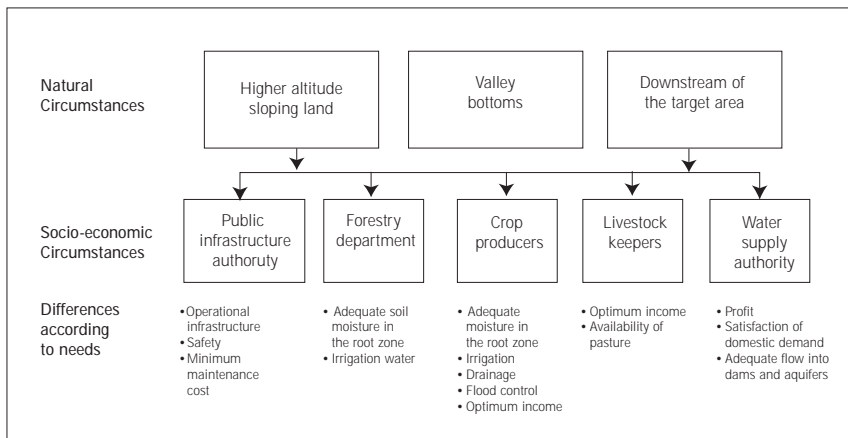 Natural
Circumstances
Higher altitude
sloping land
Valley
bottoms
Downstream of
the target area
Socio-economic
Circumstances
Public
infrastructure
authoruty
Forestry
department
Crop
producers
Livestock
keepers
Water
supply
authority
Differences
according
to needs
• Operational
infrastructure
• Safety
• Minimum
maintenance
cost
• Adequate soil
moisture in
the root zone
• Irrigation water
• Adequate
moisture in
the root zone
• Irrigation
• Drainage
• Flood control
• Optimum income
• Optimum income
• Availability of
pasture
• Profit
• Satisfaction of
domestic demand
• Adequate flow into
dams and aquifers